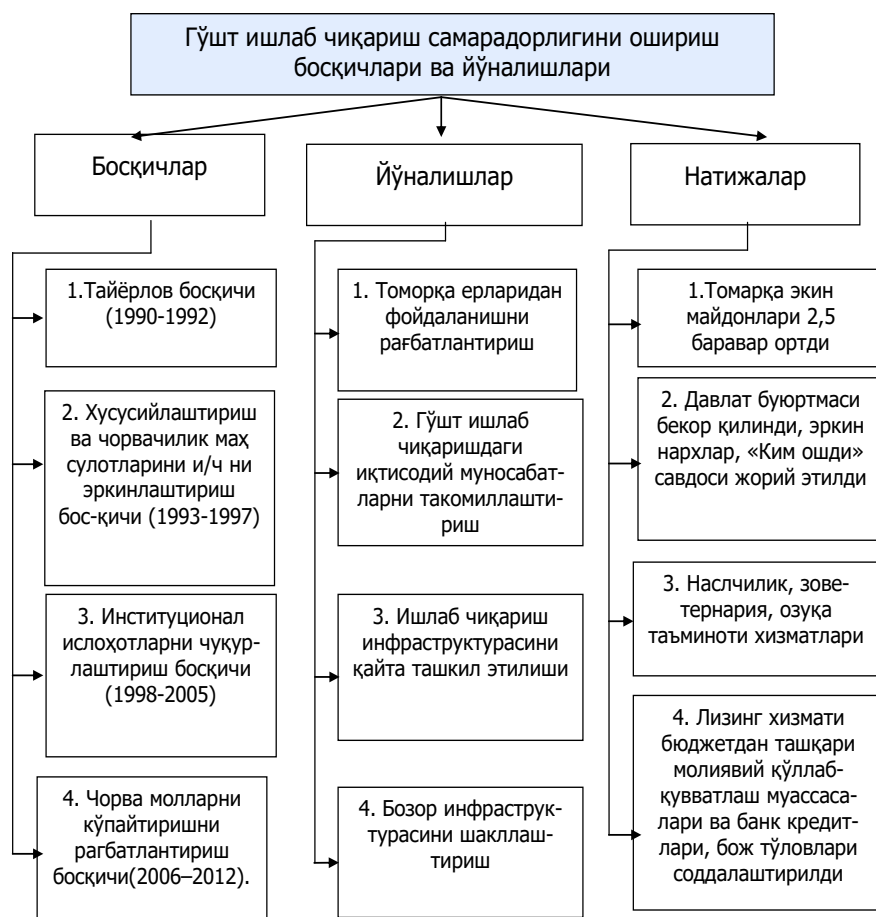 Гўшт ишлаб чиқариш самарадорлигини ошириш
босқичлари ва йўналишлари
Босқичлар
1.Тайёрлов босқичи
(1990-1992)
2. Хусусийлаштириш
ва чорвачилик маҳ
сулотларини и/ч ни
эркинлаштириш
бос-қичи (1993-1997)
3. Институционал
ислоҳотларни чуқур-
лаштириш босқичи
(1998-2005)
4. Чорва молларни
кўпайтиришни
рагбатлантириш
босқичи(2006–2012).
Йўналишлар
1. Томорқа ерларидан
фойдаланишни
рағбатлантириш
2. Гўшт ишлаб
чиқаришдаги
иқтисодий муносабат-
ларни такомиллашти-
риш
3. Ишлаб чиқариш
инфраструктурасини
қайта ташкил этилиши
4. Бозор инфраструк-
турасини шакллаш-
тириш
Натижалар
1.Томарқа экин
майдонлари 2,5
баравар ортди
2. Давлат буюртмаси
бекор қилинди, эркин
нархлар, «Ким ошди»
савдоси жорий этилди
3. Наслчилик, зове-
тернария, озуқа
таъминоти хизматлари
4. Лизинг хизмати
бюджетдан ташқари
молиявий қўллаб-
қувватлаш муассаса-
лари ва банк кредит-
лари, бож тўловлари
соддалаштирилди